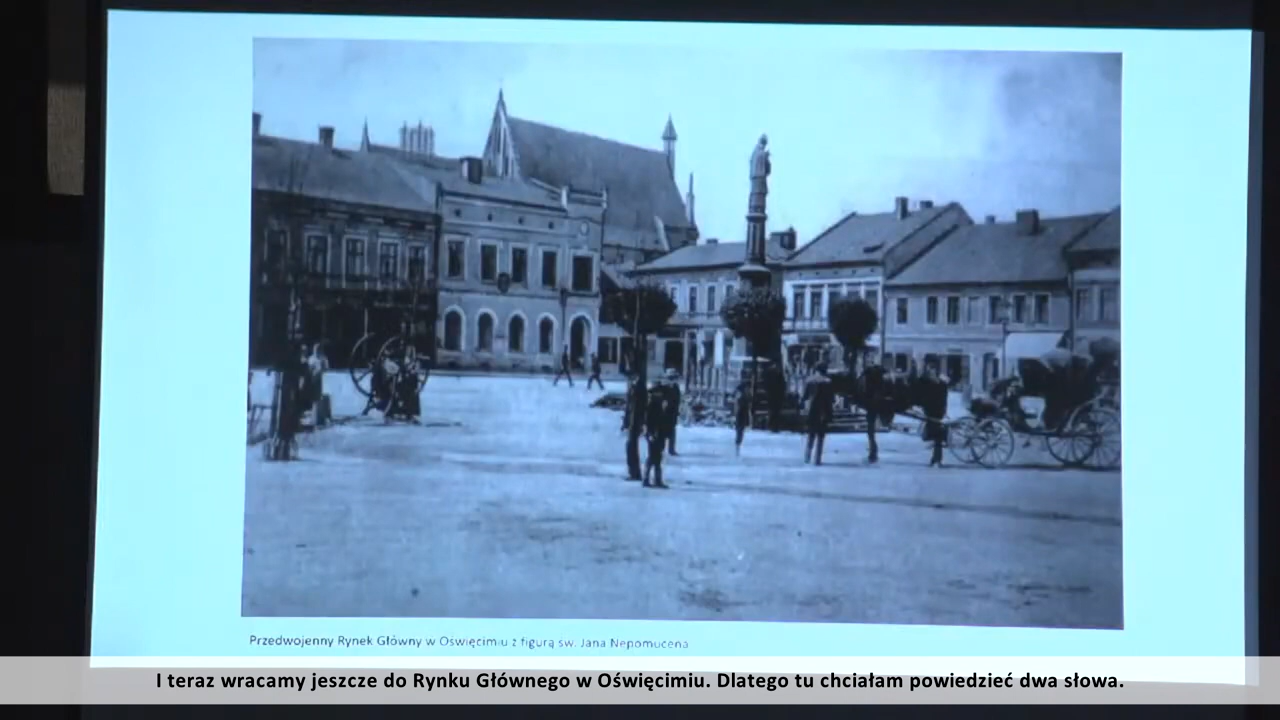 Przedwojenny Rynek Główny w Oświęcimiu z figurą św. Jana Nepomucena
I teraz wracamy jeszcze do Rynku Głównego w Oświęcimiu. Dlatego tu chciałam powiedzieć dwa słowa.